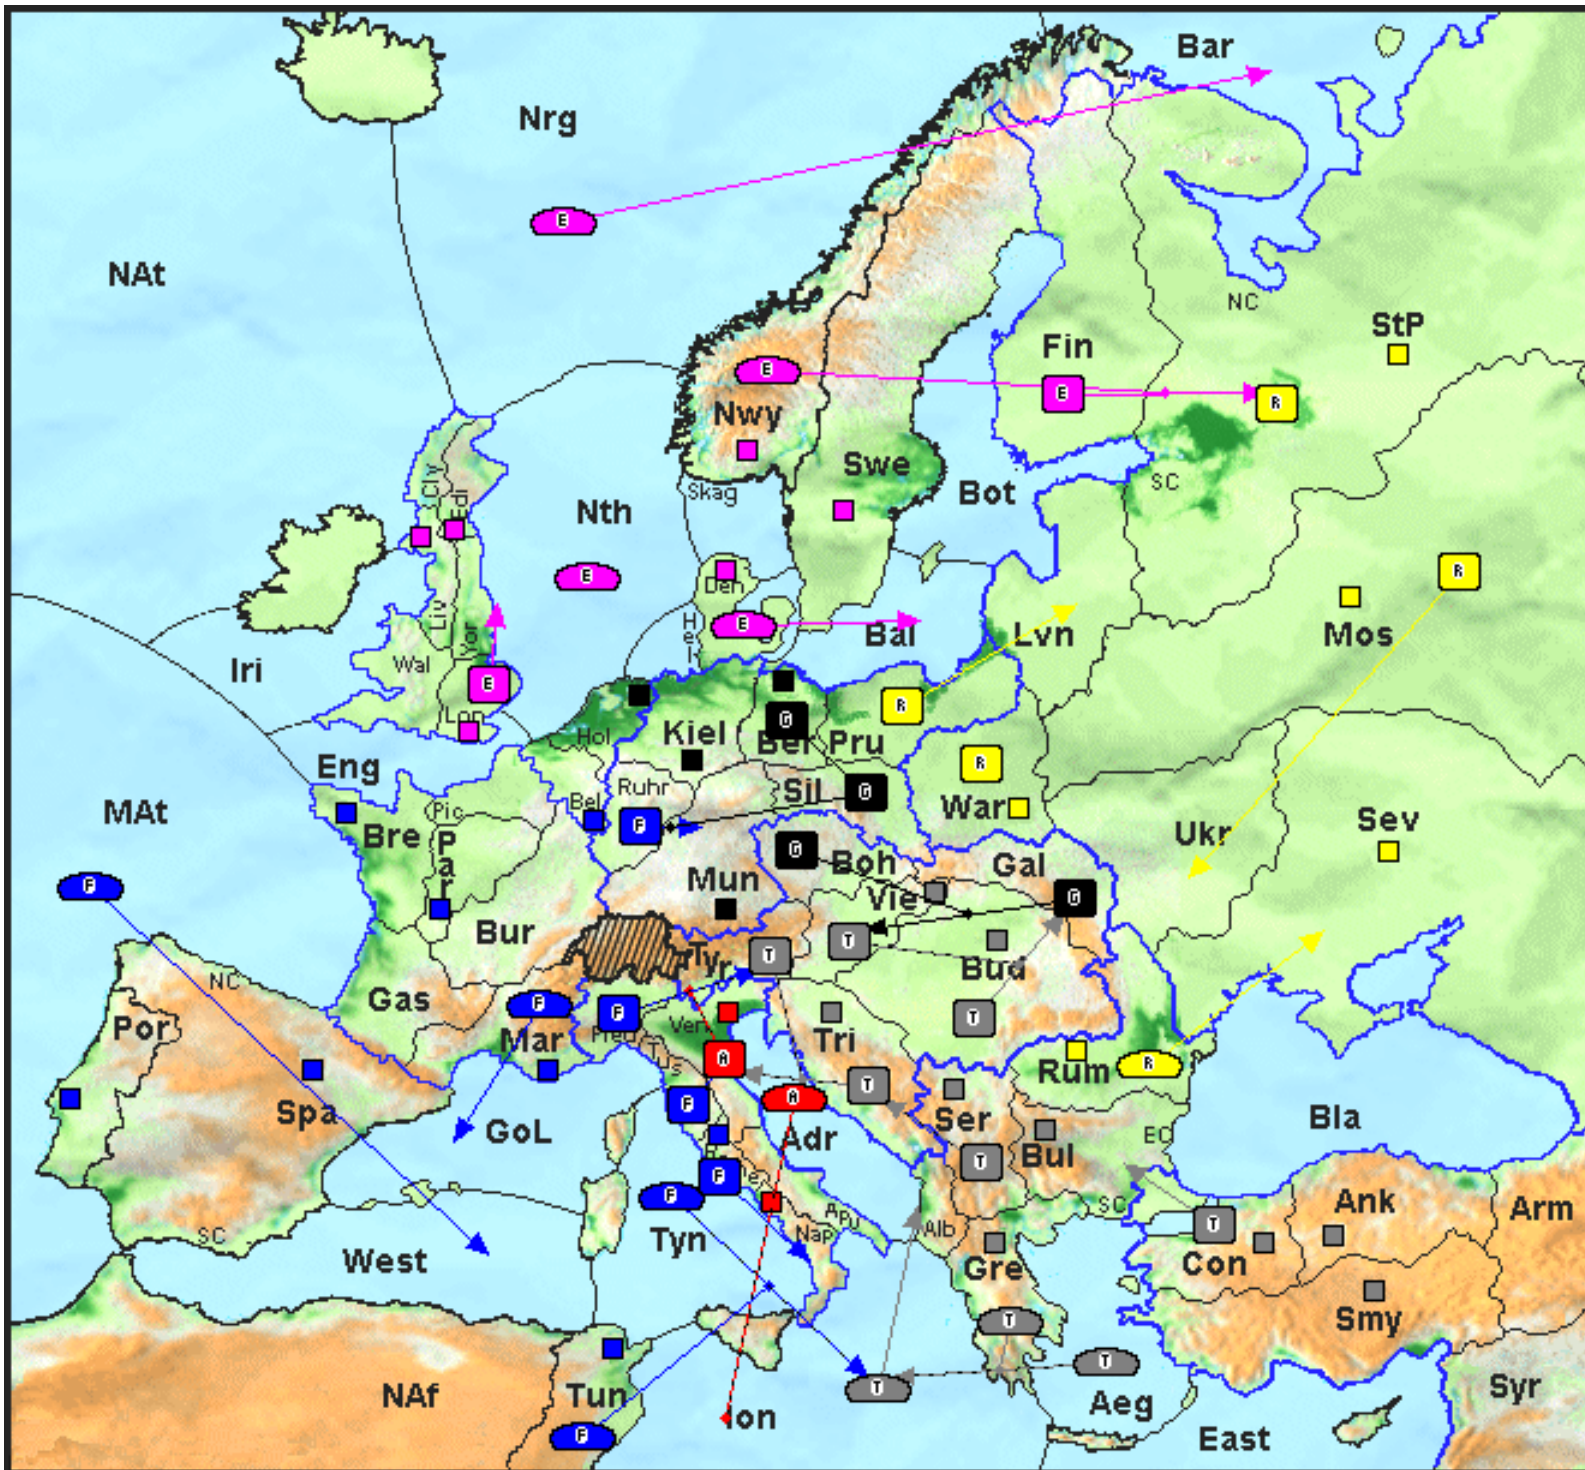 Bar
Nrg
E
NAt
NC
StP
Fin
E
E
R
Nwy
Swe
Skag
Bot
SC
Cly
Edi
Nth
E
R
Den
Hel
E
Bal
Lvn
Mos
Liv
Yor
Wal
Iri
E
Lon
R
Hol
Kiel
G
Ber
Pru
Eng
R
Ruhr
Sil
G
War
MAt
Pic
Bel
F
Bre
Par
Ukr
Sev
G
Boh
Gal
F
Mun
Vie
G
Bur
T
T
Tyr
Bud
NC
Gas
F
F
Por
Mar
Pied
Ven
Tri
T
Tus
A
Rum
R
T
A
Spa
F
GoL
Adr
Ser
Bla
EC
Bul
T
F
F
Apu
Ank
Arm
SC
T
Nap
Alb
SC
West
Tyn
Gre
Con
Smy
T
T
T
NAf
Tun
Syr
Ion
Aeg
F
East